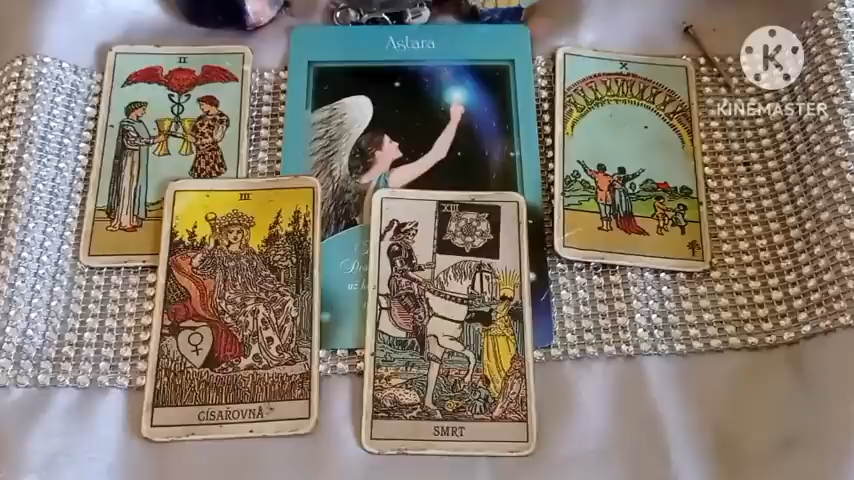 Astara
II
X
K
KINEMASTER
III
XIII
CÍSAŘOVNA
SMRT